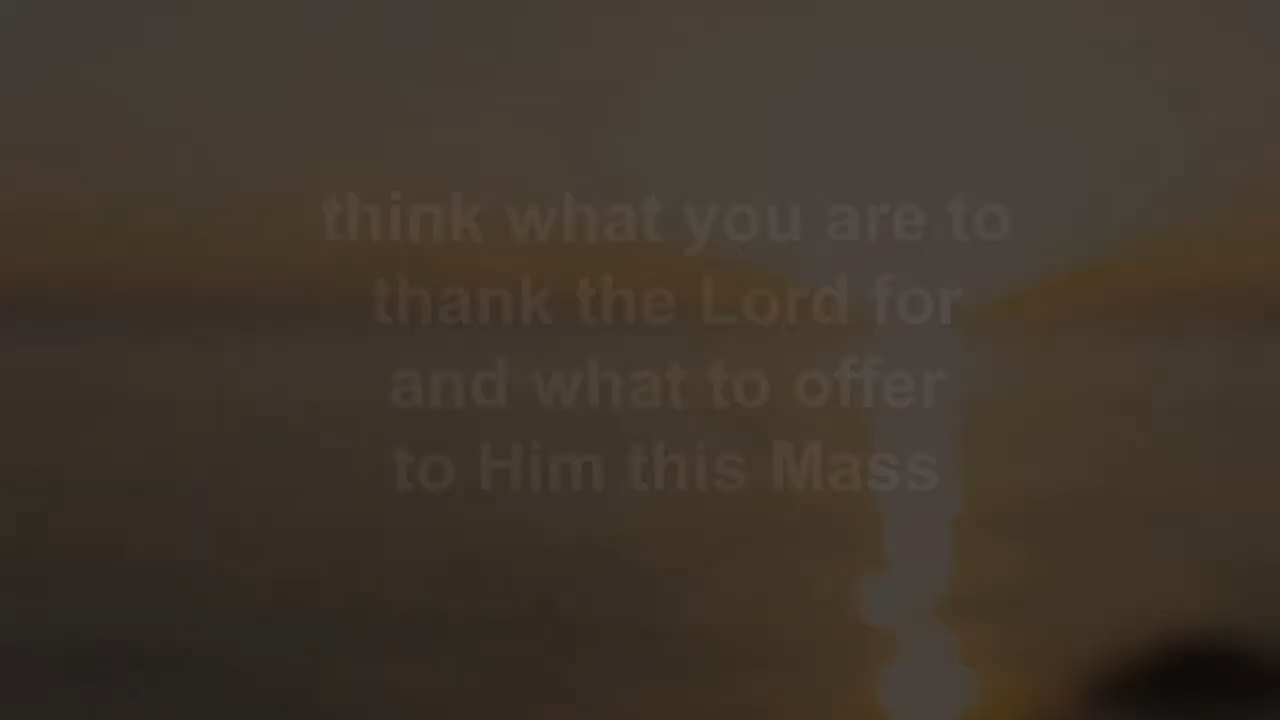 think what you are to
thank the Lord for
and what to offer
to Him this Mass